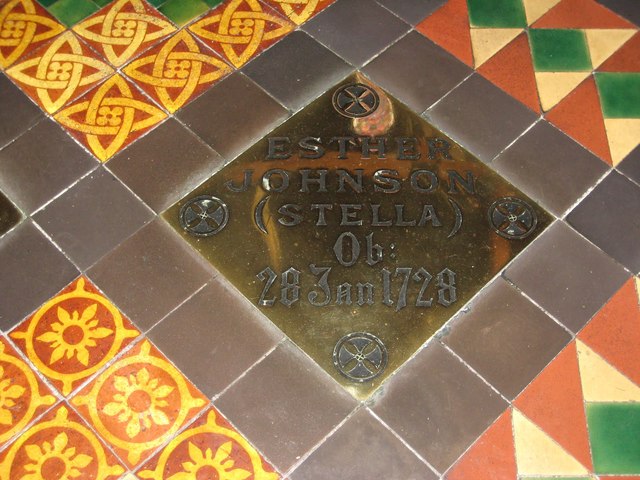 ESTHER
JOHNSON
(STELLA)
Ob:
28 Jan 1728